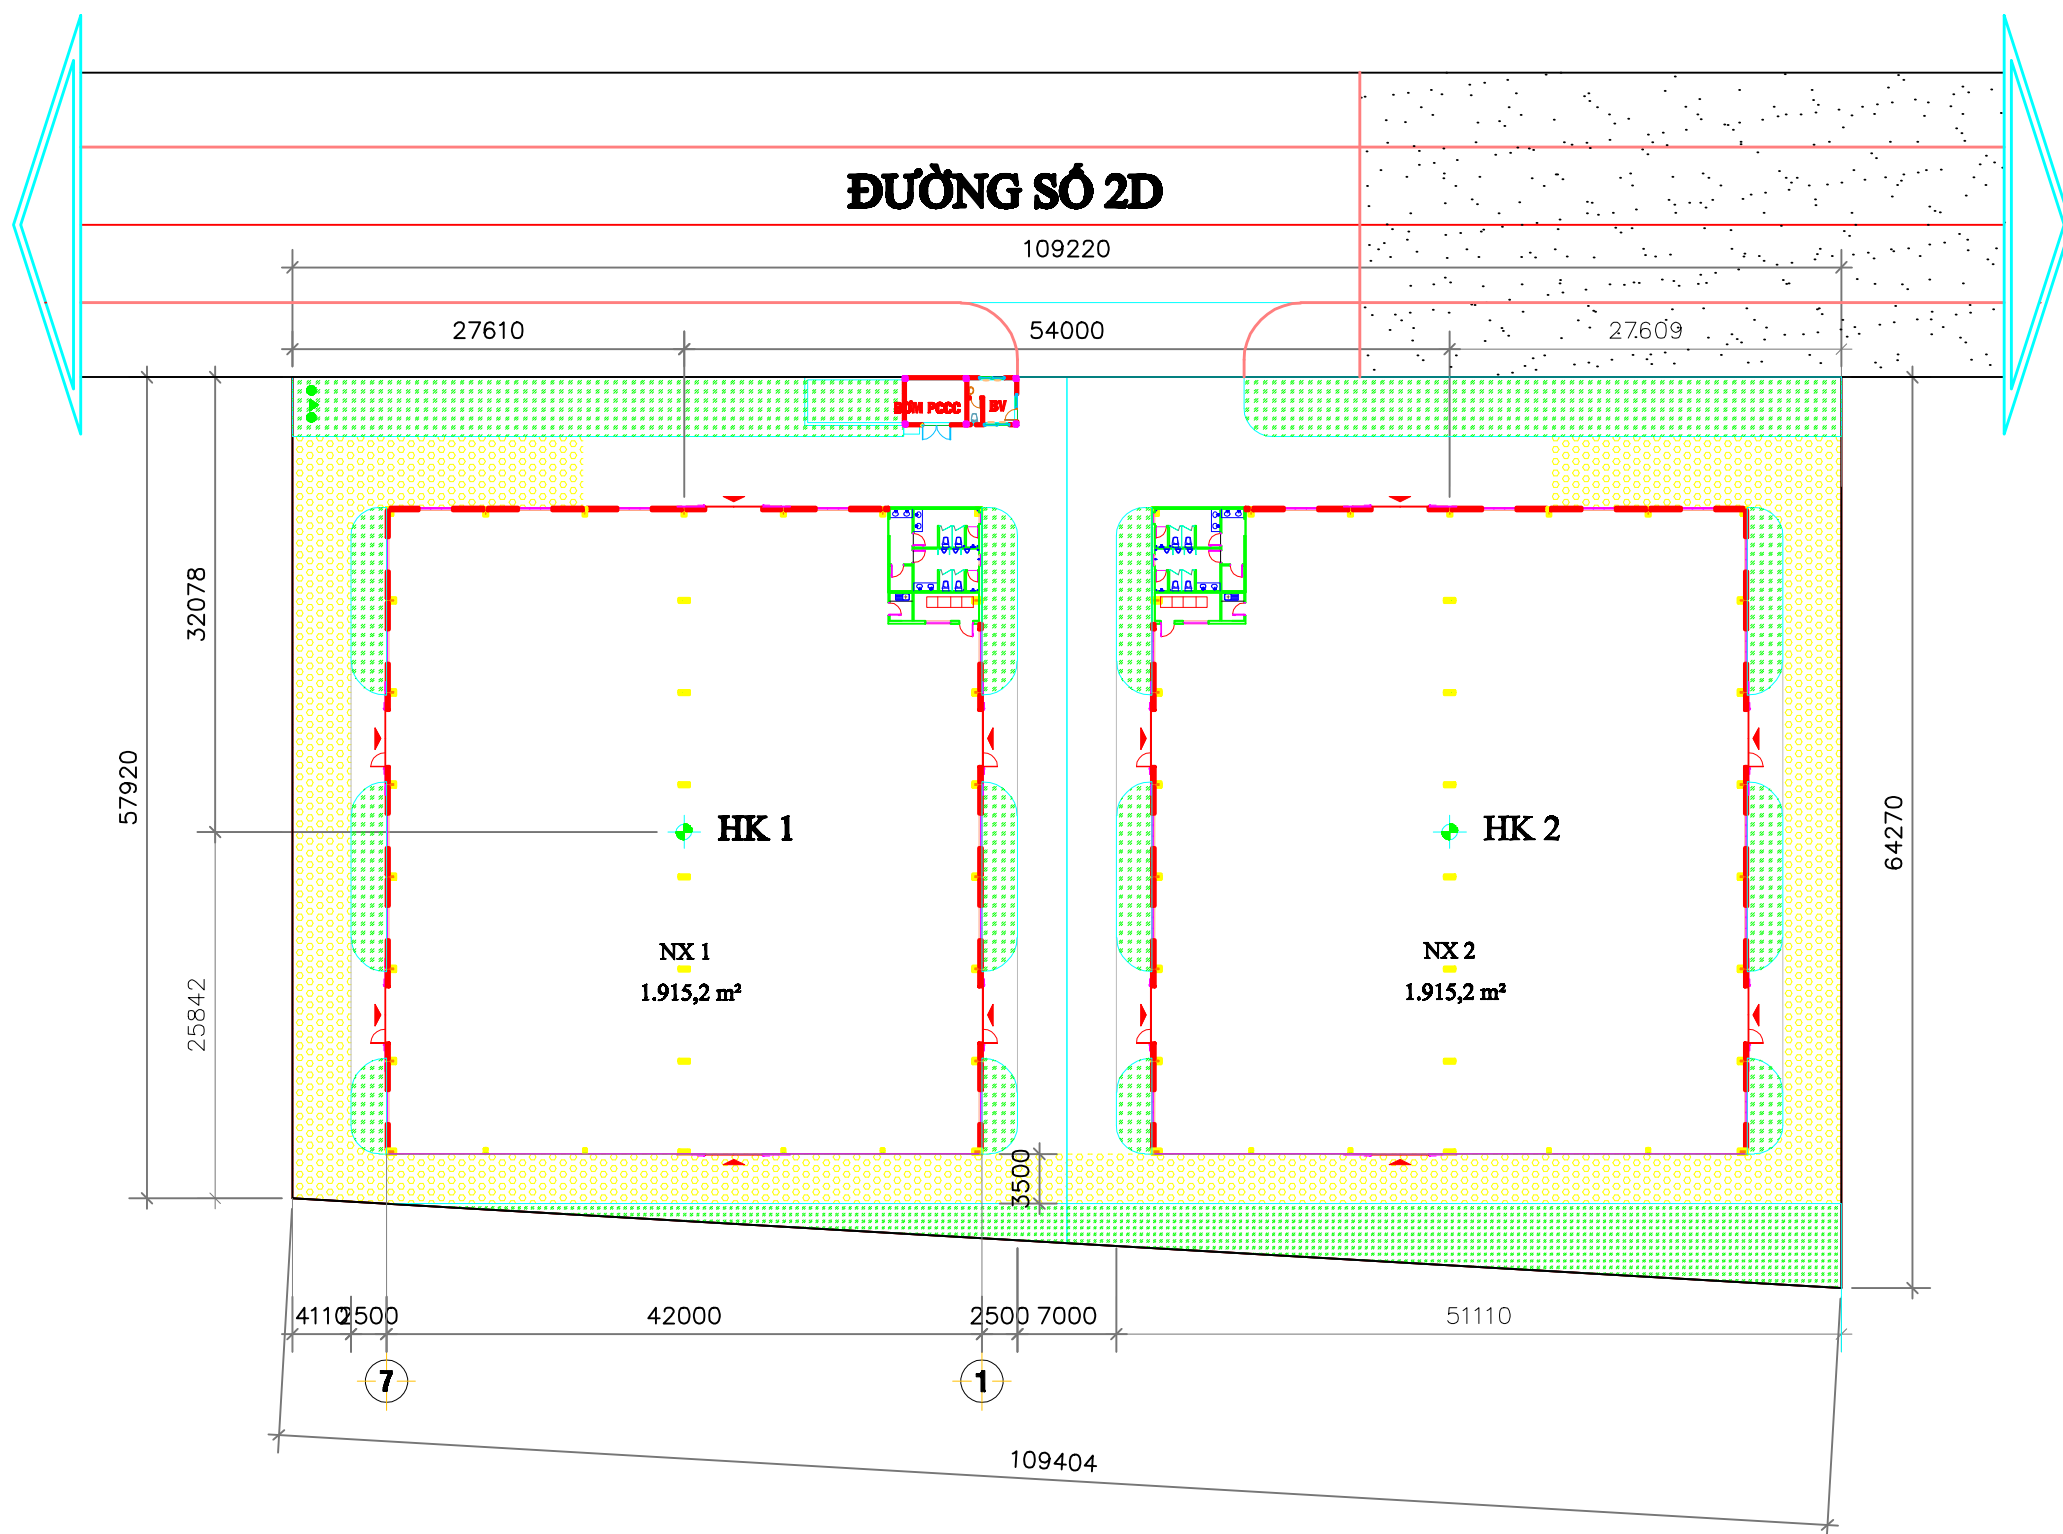 ĐƯỜNG SỐ 2D
109220
27610
54000
27609
BƠM PCCC
BV
32078
57920
64270
HK 1
HK 2
25842
NX 1
1.915,2 m²
NX 2
1.915,2 m²
3500
4110
2500
42000
2500
7000
51110
7
1
109404